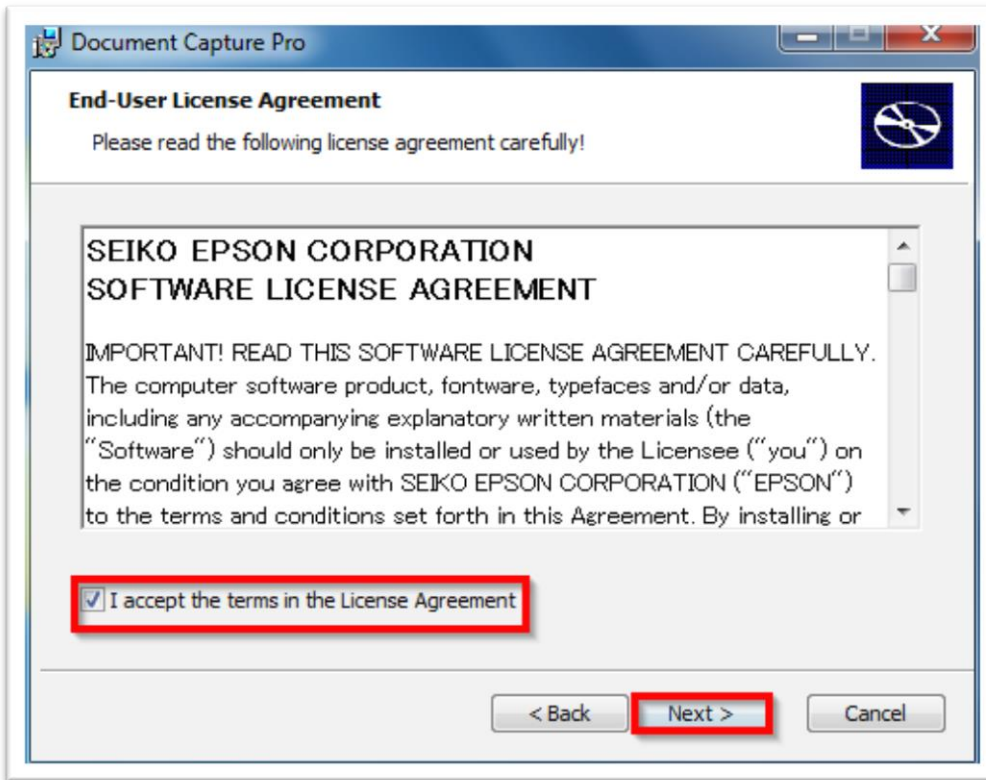 Document Capture Pro
End-User License Agreement
Please read the following license agreement carefully!
SEIKO EPSON CORPORATION
SOFTWARE LICENSE AGREEMENT
IMPORTANT! READ THIS SOFTWARE LICENSE AGREEMENT CAREFULLY.
The computer software product, fontware, typefaces and/or data,
including any accompanying explanatory written materials (the
"Software") should only be installed or used by the Licensee ("you") on
the condition you agree with SEIKO EPSON CORPORATION ("EPSON")
to the terms and conditions set forth in this Agreement. By installing or
I accept the terms in the License Agreement
< Back
Next >
Cancel